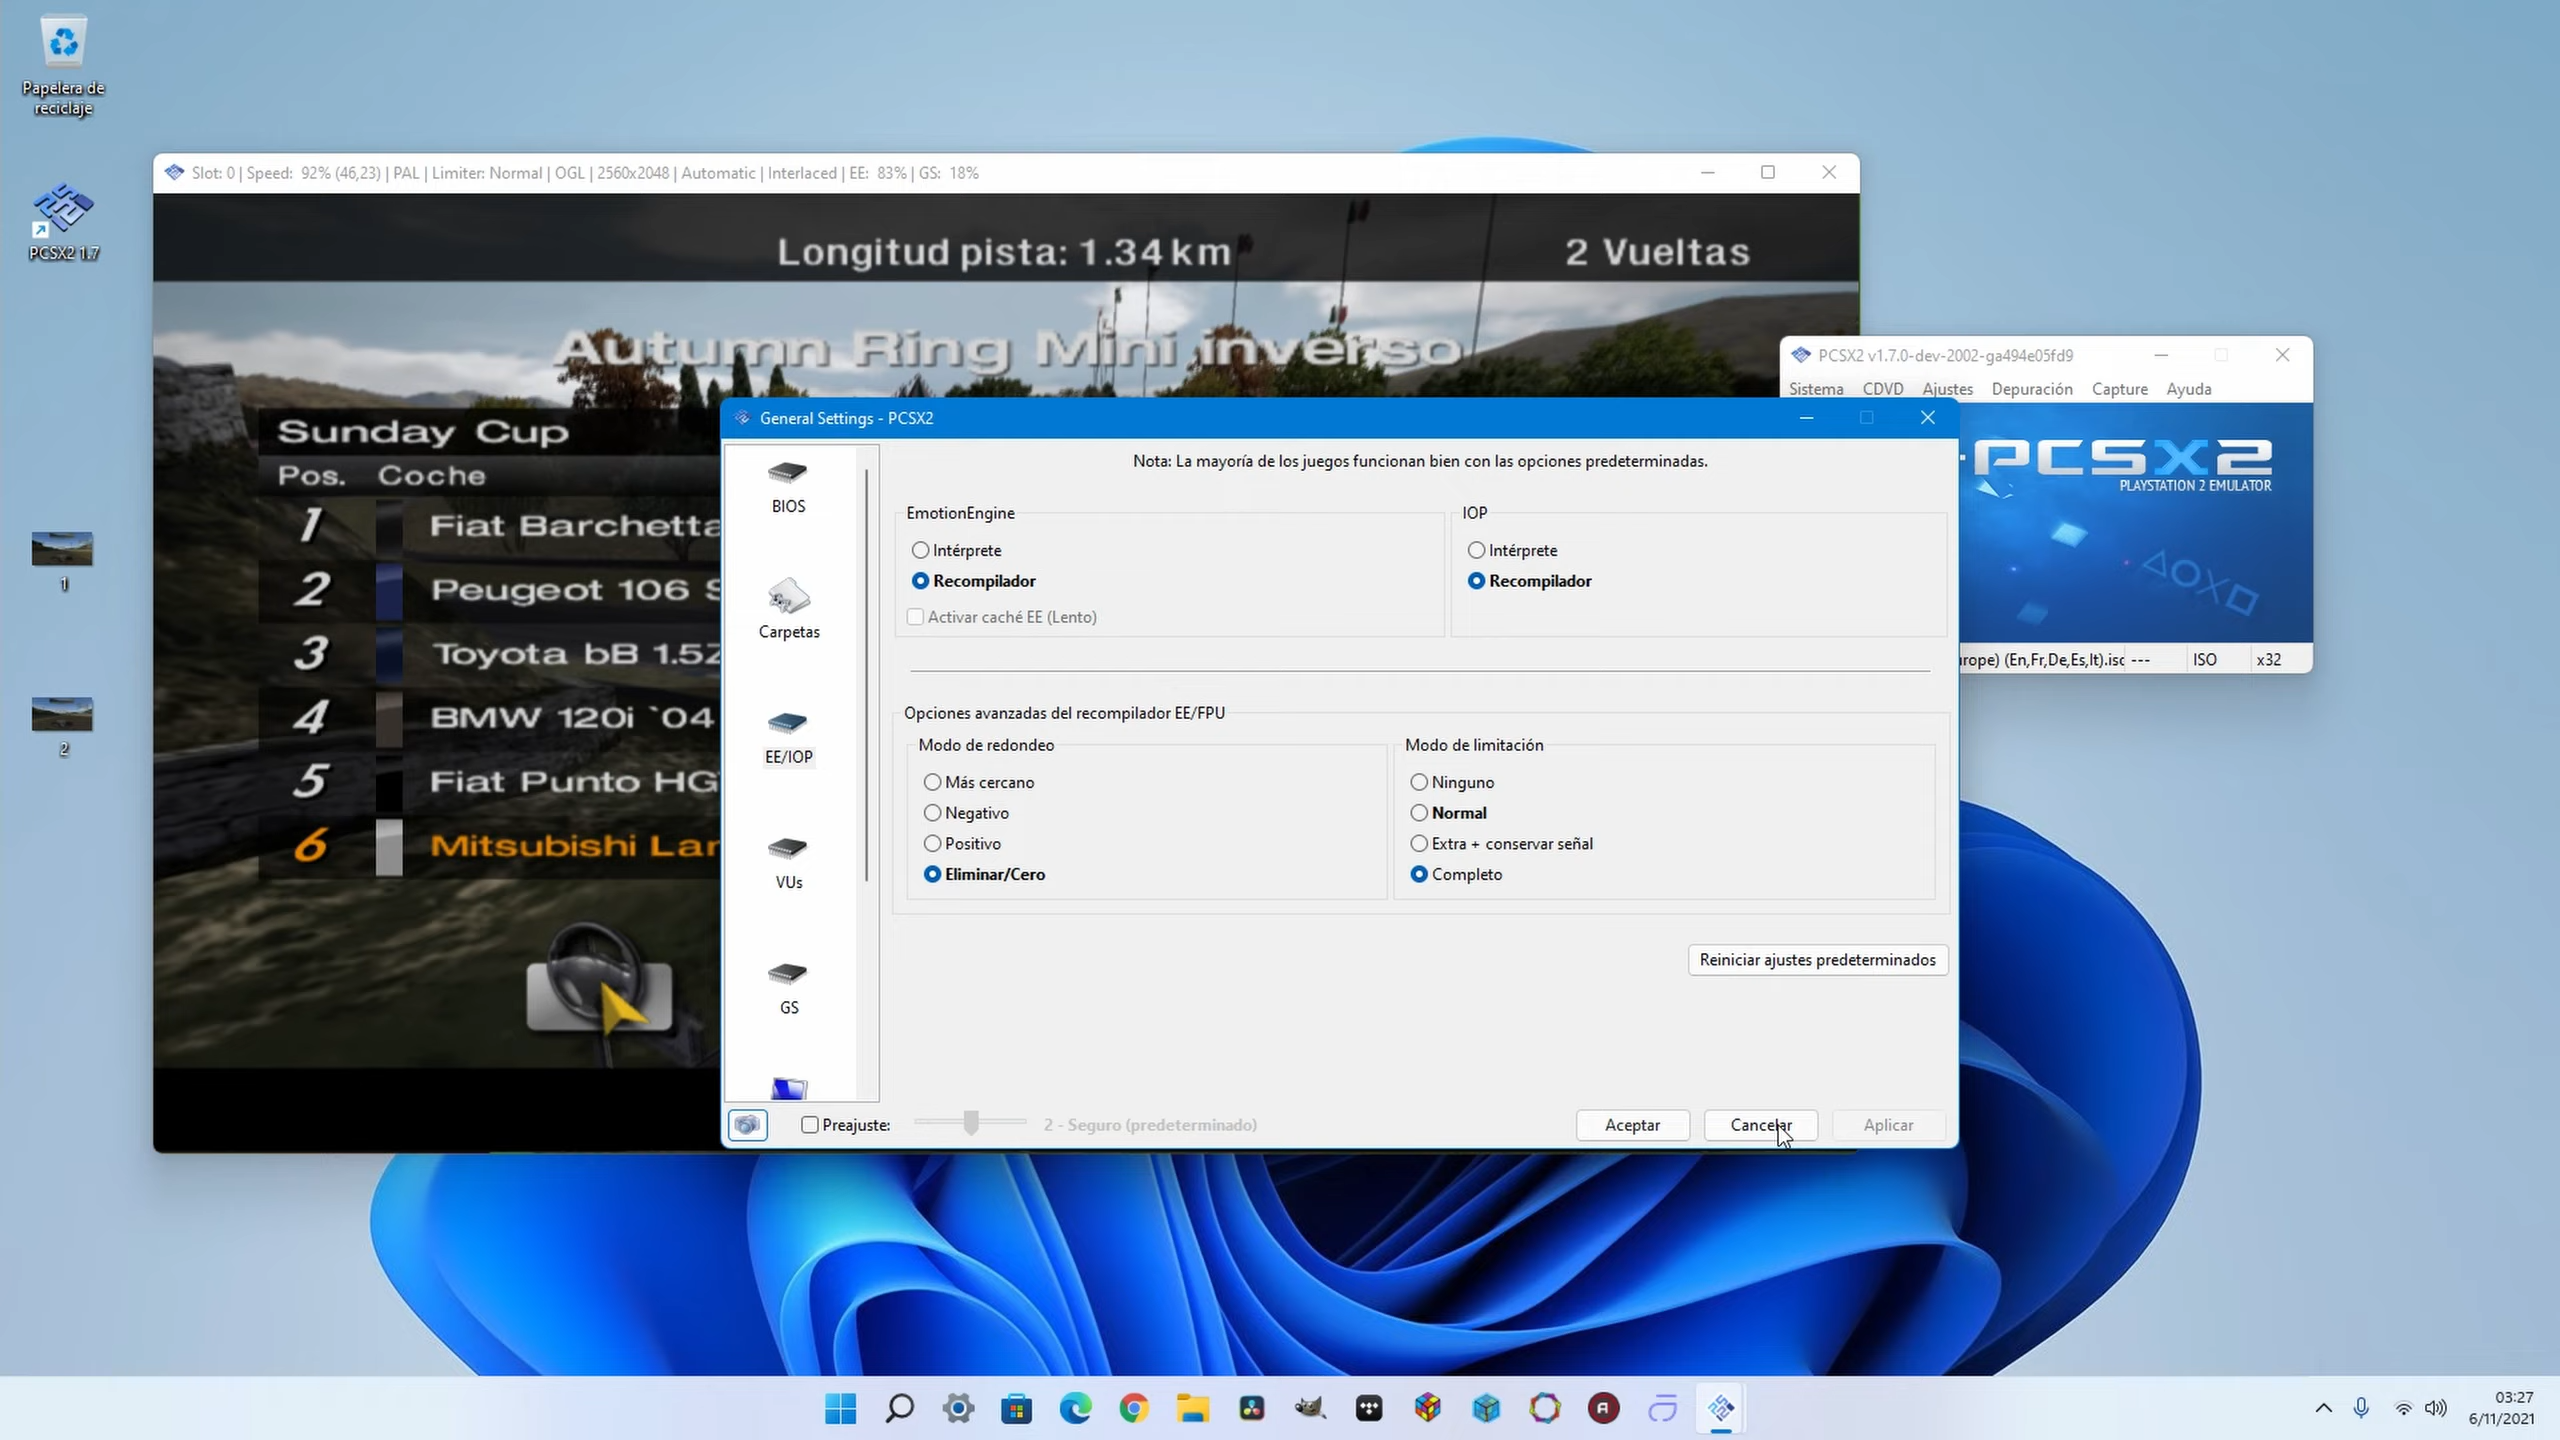 Papelera de
reciclaje
PCSX2 1.7
1
2
Slot: 0 | Speed: 92% (46,23) | PAL | Limiter: Normal | OGL | 2560x2048 | Automatic | Interlaced | EE: 83% | GS: 18%
Longitud pista: 1.34 km
2 Vueltas
Autumn Ring Mini inverso
Sunday Cup
Pos. Coche
1 Fiat Barchetta
2 Peugeot 106 S
3 Toyota bB 1.5Z
4 BMW 120i `04
5 Fiat Punto HG
6 Mitsubishi Lan
PCSX2 v1.7.0-dev-2002-ga494e05fd9
Sistema CDVD Ajustes Depuración Capture Ayuda
PCSX2
PLAYSTATION 2 EMULATOR
(En,Fr,De,Es,It).iso --- ISO x32
General Settings - PCSX2
BIOS
Carpetas
EE/IOP
VUs
GS
Nota: La mayoría de los juegos funcionan bien con las opciones predeterminadas.
EmotionEngine
Intérprete
Recompilador
Activar caché EE (Lento)
IOP
Intérprete
Recompilador
Opciones avanzadas del recompilador EE/FPU
Modo de redondeo
Más cercano
Negativo
Positivo
Eliminar/Cero
Modo de limitación
Ninguno
Normal
Extra + conservar señal
Completo
Reiniciar ajustes predeterminados
Preajuste:
2 - Seguro (predeterminado)
Aceptar
Cancelar
Aplicar
03:27
6/11/2021